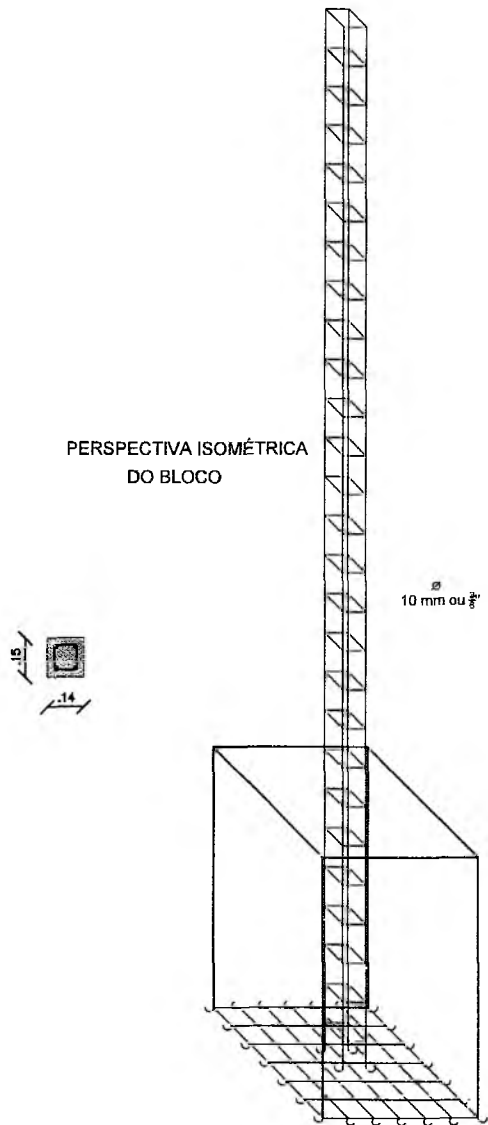 PERSPECTIVA ISOMÉTRICA
DO BLOCO
Ø
10 mm ou 3/8"
.15
.14